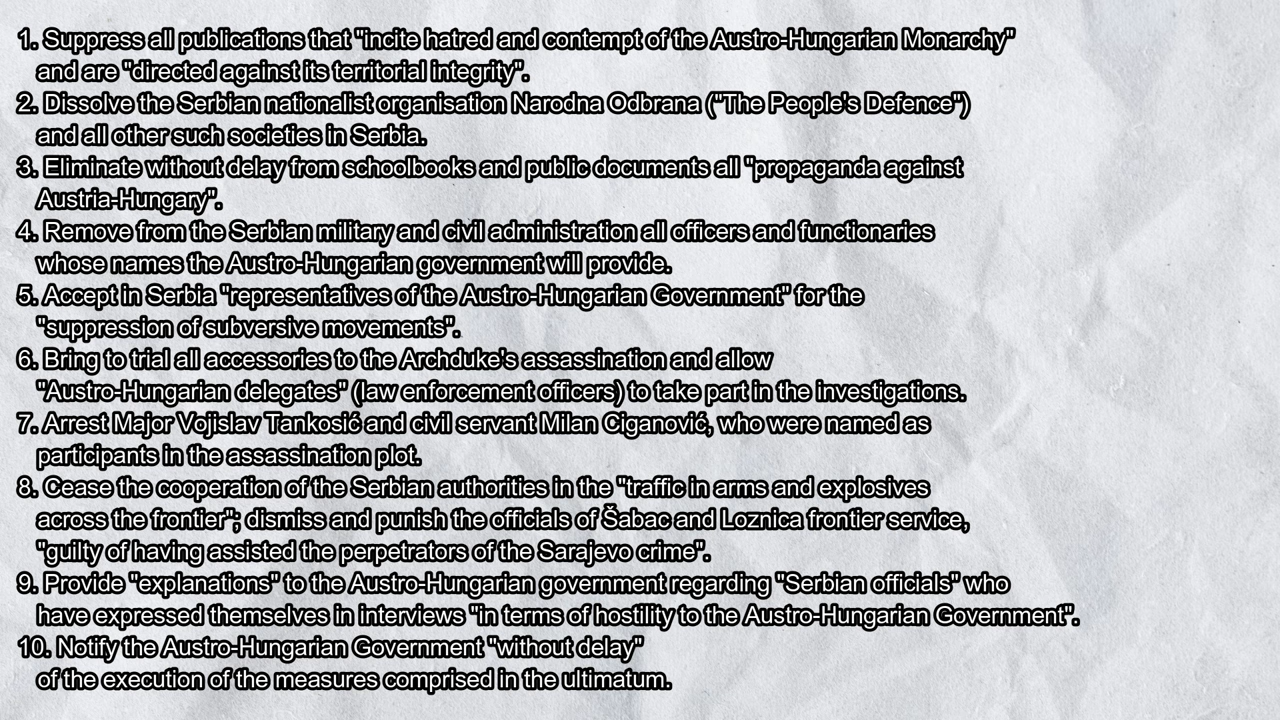 1. Suppress all publications that "incite hatred and contempt of the Austro-Hungarian Monarchy"
and are "directed against its territorial integrity".
2. Dissolve the Serbian nationalist organisation Narodna Odbrana ("The People's Defence")
and all other such societies in Serbia.
3. Eliminate without delay from schoolbooks and public documents all "propaganda against
Austria-Hungary".
4. Remove from the Serbian military and civil administration all officers and functionaries
whose names the Austro-Hungarian government will provide.
5. Accept in Serbia "representatives of the Austro-Hungarian Government" for the
"suppression of subversive movements".
6. Bring to trial all accessories to the Archduke's assassination and allow
"Austro-Hungarian delegates" (law enforcement officers) to take part in the investigations.
7. Arrest Major Vojislav Tankosić and civil servant Milan Ciganović, who were named as
participants in the assassination plot.
8. Cease the cooperation of the Serbian authorities in the "traffic in arms and explosives
across the frontier"; dismiss and punish the officials of Šabac and Loznica frontier service,
"guilty of having assisted the perpetrators of the Sarajevo crime".
9. Provide "explanations" to the Austro-Hungarian government regarding "Serbian officials" who
have expressed themselves in interviews "in terms of hostility to the Austro-Hungarian Government".
10. Notify the Austro-Hungarian Government "without delay"
of the execution of the measures comprised in the ultimatum.